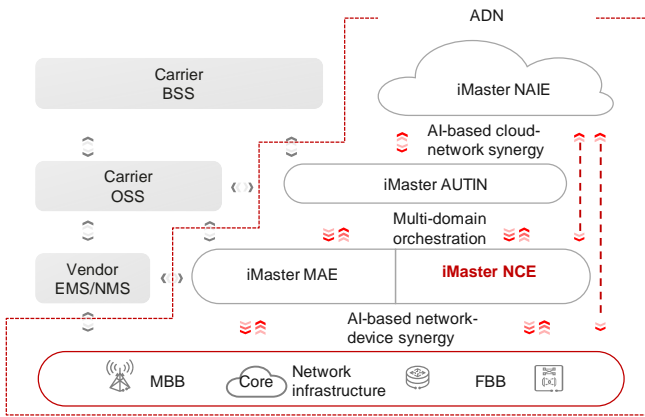 ADN
Carrier
BSS
iMaster NAIE
AI-based cloud-
network synergy
Carrier
OSS
iMaster AUTIN
Multi-domain
orchestration
Vendor
EMS/NMS
iMaster MAE
iMaster NCE
AI-based network-
device synergy
MBB
Core
Network
infrastructure
FBB